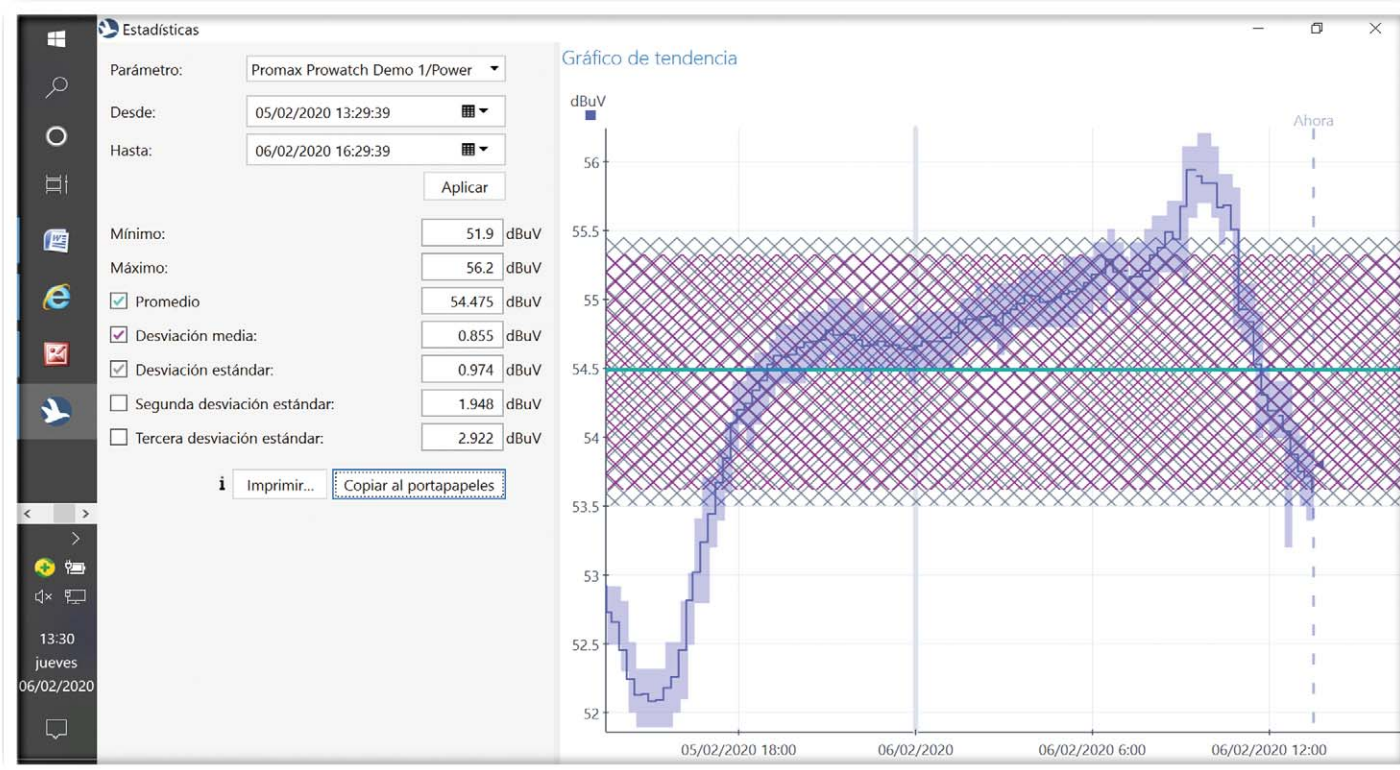 Estadísticas
Parámetro: Promax Prowatch Demo 1/Power
Desde: 05/02/2020 13:29:39
Hasta: 06/02/2020 16:29:39
Aplicar
Mínimo: 51.9 dBuV
Máximo: 56.2 dBuV
Promedio 54.475 dBuV
Desviación media: 0.855 dBuV
Desviación estándar: 0.974 dBuV
Segunda desviación estándar: 1.948 dBuV
Tercera desviación estándar: 2.922 dBuV
i Imprimir... Copiar al portapapeles
13:30
jueves
06/02/2020
Gráfico de tendencia
dBuV
Ahora
56
55.5
55
54.5
54
53.5
53
52.5
52
05/02/2020 18:00 06/02/2020 06/02/2020 6:00 06/02/2020 12:00